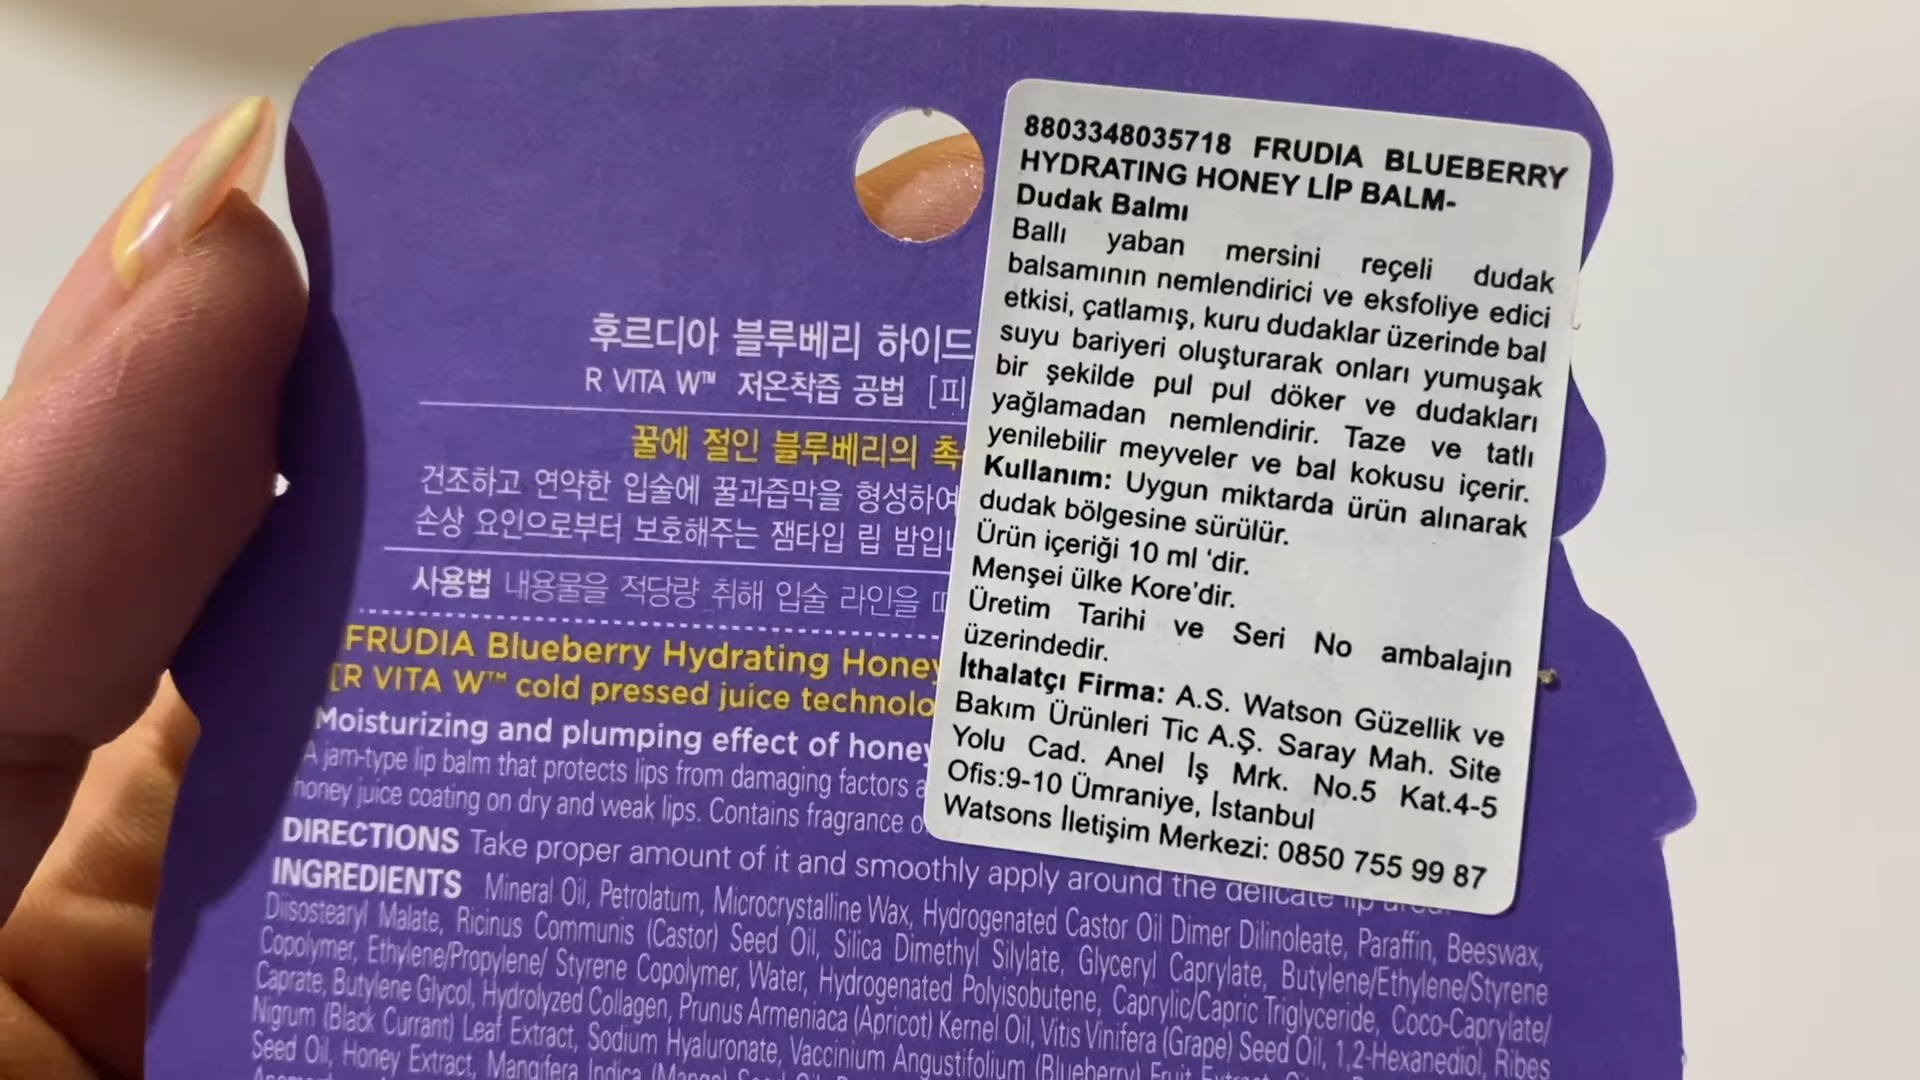 8803348035718 FRUDIA BLUEBERRY
HYDRATING HONEY LİP BALM-
Dudak Balmı
Ballı yaban mersini reçeli dudak
balsamının nemlendirici ve eksfoliye edici
etkisi, çatlamış, kuru dudaklar üzerinde bal
suyu bariyeri oluşturarak onları yumuşak
bir şekilde pul pul döker ve dudakları
yağlamadan nemlendirir. Taze ve tatlı
yenilebilir meyveler ve bal kokusu içerir.
Kullanım: Uygun miktarda ürün alınarak
dudak bölgesine sürülür.
Ürün içeriği 10 ml ‘dir.
Menşei ülke Kore’dir.
Üretim Tarihi ve Seri No ambalajın
üzerindedir.
İthalatçı Firma: A.S. Watson Güzellik ve
Bakım Ürünleri Tic A.Ş. Saray Mah. Site
Yolu Cad. Anel İş Mrk. No.5 Kat.4-5
Ofis:9-10 Ümraniye, İstanbul
Watsons İletişim Merkezi: 0850 755 99 87
후르디아 블루베리 하이드
R VITA W™ 저온착즙 공법 [피
꿀에 절인 블루베리의 촉
건조하고 연약한 입술에 꿀과즙막을 형성하여
손상 요인으로부터 보호해주는 잼타입 립 밤입니
사용법 내용물을 적당량 취해 입술 라인을 따
FRUDIA Blueberry Hydrating Honey
[R VITA W™ cold pressed juice technolo
Moisturizing and plumping effect of honey
A jam-type lip balm that protects lips from damaging factors a
honey juice coating on dry and weak lips. Contains fragrance o
DIRECTIONS Take proper amount of it and smoothly apply around the delicate lip area.
INGREDIENTS Mineral Oil, Petrolatum, Microcrystalline Wax, Hydrogenated Castor Oil Dimer Dilinoleate, Paraffin, Beeswax,
Diisostearyl Malate, Ricinus Communis (Castor) Seed Oil, Silica Dimethyl Silylate, Glyceryl Caprylate, Butylene/Ethylene/Styrene
Copolymer, Ethylene/Propylene/ Styrene Copolymer, Water, Hydrogenated Polyisobutene, Caprylic/Capric Triglyceride, Coco-Caprylate/
Caprate, Butylene Glycol, Hydrolyzed Collagen, Prunus Armeniaca (Apricot) Kernel Oil, Vitis Vinifera (Grape) Seed Oil, 1,2-Hexanediol, Ribes
Nigrum (Black Currant) Leaf Extract, Sodium Hyaluronate, Vaccinium Angustifolium (Blueberry) Fruit Extract,
Seed Oil, Honey Extract, Mangifera Indica (Mango) Seed Oil,